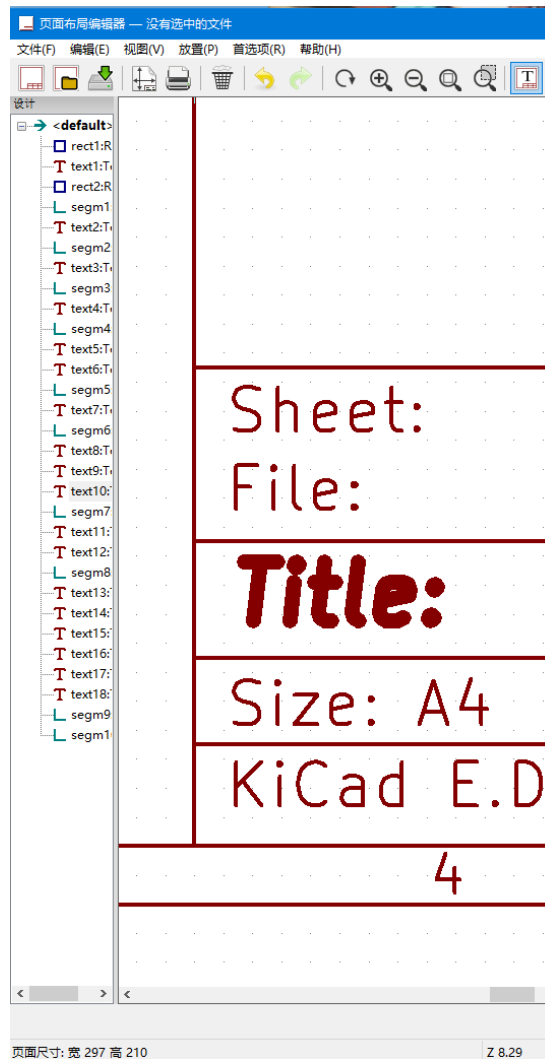 页面布局编辑器 — 没有选中的文件
文件(F) 编辑(E) 视图(V) 放置(P) 首选项(R) 帮助(H)
设计
<default>
rect1:R
text1:T
rect2:R
segm1
text2:T
segm2
text3:T
segm3
text4:T
segm4
text5:T
text6:T
segm5
text7:T
segm6
text8:T
text9:T
text10:
segm7
text11:
text12:
segm8
text13:
text14:
text15:
text16:
text17:
text18:
segm9
segm1
Sheet:
File:
Title:
Size: A4
KiCad E.D
4
页面尺寸: 宽 297 高 210 Z 8.29